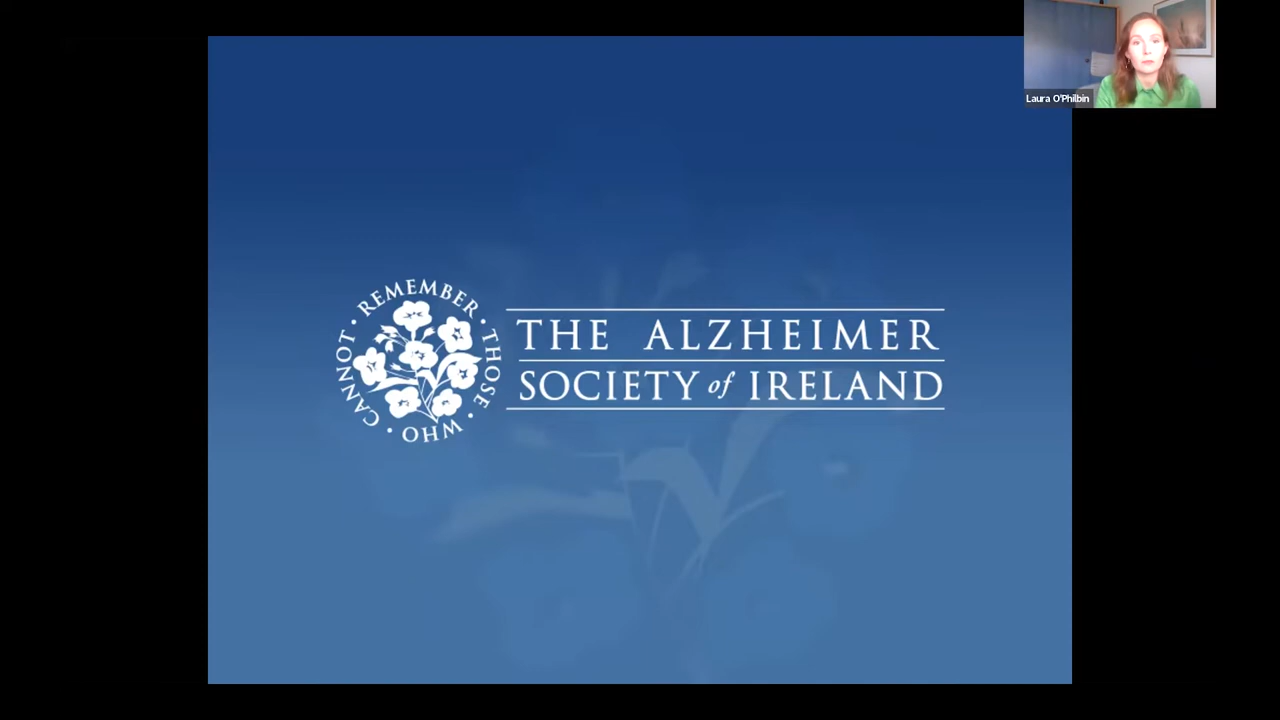 Laura O'Philbin
REMEMBER · THOSE · WHO · CANNOT ·
THE ALZHEIMER
SOCIETY of IRELAND